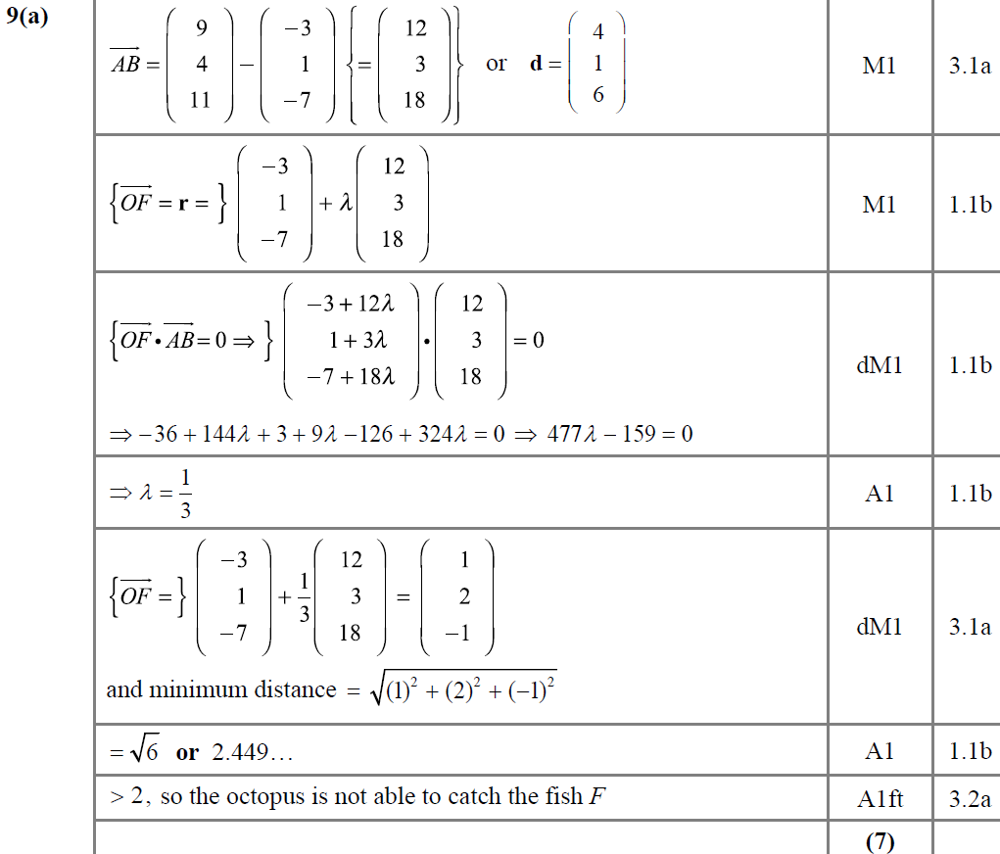 9(a)
$\overrightarrow{AB} = \begin{pmatrix} 9 \\ 4 \\ 11 \end{pmatrix} - \begin{pmatrix} -3 \\ 1 \\ -7 \end{pmatrix} \left\{ = \begin{pmatrix} 12 \\ 3 \\ 18 \end{pmatrix} \right\}$ or $\mathbf{d} = \begin{pmatrix} 4 \\ 1 \\ 6 \end{pmatrix}$ M1 3.1a
$\left\{ \overrightarrow{OF} = \mathbf{r} = \right\} \begin{pmatrix} -3 \\ 1 \\ -7 \end{pmatrix} + \lambda \begin{pmatrix} 12 \\ 3 \\ 18 \end{pmatrix}$ M1 1.1b
$\left\{ \overrightarrow{OF} \bullet \overrightarrow{AB} = 0 \Rightarrow \right\} \begin{pmatrix} -3 + 12\lambda \\ 1 + 3\lambda \\ -7 + 18\lambda \end{pmatrix} \bullet \begin{pmatrix} 12 \\ 3 \\ 18 \end{pmatrix} = 0$ dM1 1.1b
$\Rightarrow -36 + 144\lambda + 3 + 9\lambda - 126 + 324\lambda = 0 \Rightarrow 477\lambda - 159 = 0$
$\Rightarrow \lambda = \frac{1}{3}$ A1 1.1b
$\left\{ \overrightarrow{OF} = \right\} \begin{pmatrix} -3 \\ 1 \\ -7 \end{pmatrix} + \frac{1}{3} \begin{pmatrix} 12 \\ 3 \\ 18 \end{pmatrix} = \begin{pmatrix} 1 \\ 2 \\ -1 \end{pmatrix}$ dM1 3.1a
and minimum distance $= \sqrt{(1)^2 + (2)^2 + (-1)^2}$
$= \sqrt{6}$ or 2.449… A1 1.1b
> 2, so the octopus is not able to catch the fish F A1ft 3.2a
(7)